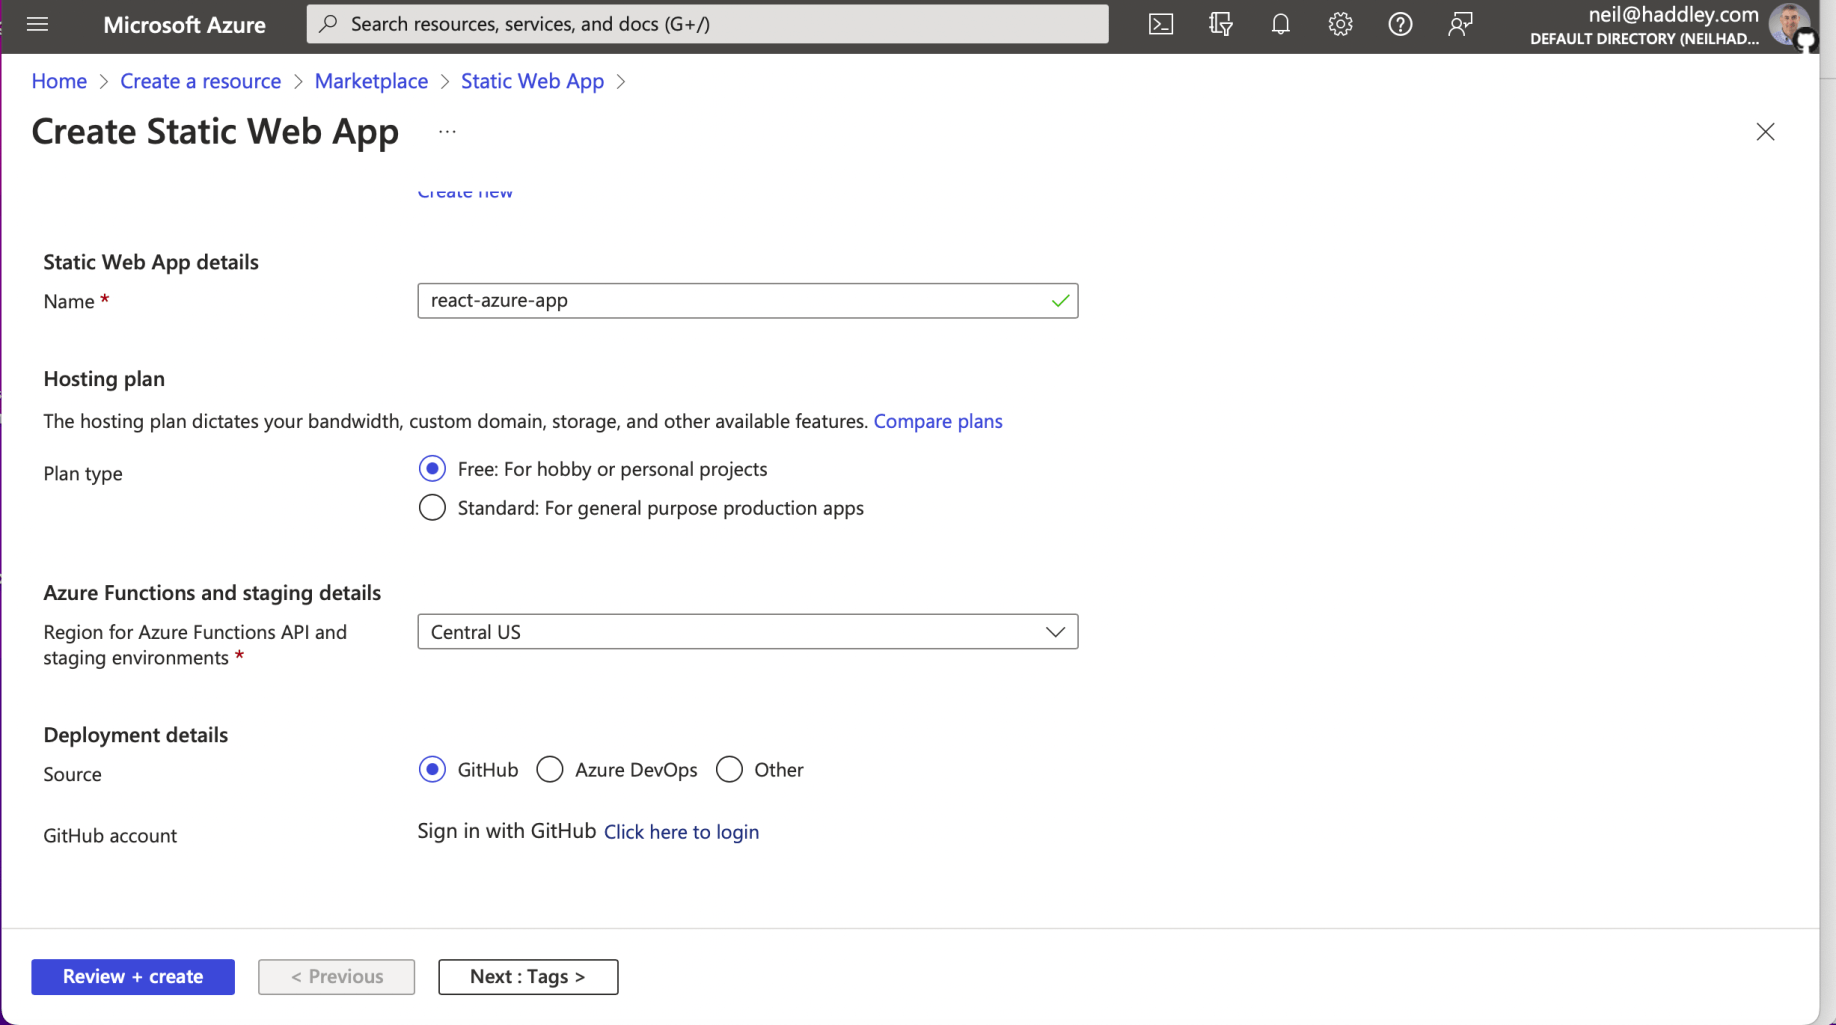 Microsoft Azure
Search resources, services, and docs (G+/)
neil@haddley.com
DEFAULT DIRECTORY (NEILHAD...
Home > Create a resource > Marketplace > Static Web App >
Create Static Web App ...
Create new
Static Web App details
Name *
react-azure-app
Hosting plan
The hosting plan dictates your bandwidth, custom domain, storage, and other available features. Compare plans
Plan type
Free: For hobby or personal projects
Standard: For general purpose production apps
Azure Functions and staging details
Region for Azure Functions API and
staging environments *
Central US
Deployment details
Source
GitHub Azure DevOps Other
GitHub account
Sign in with GitHub Click here to login
Review + create < Previous Next : Tags >